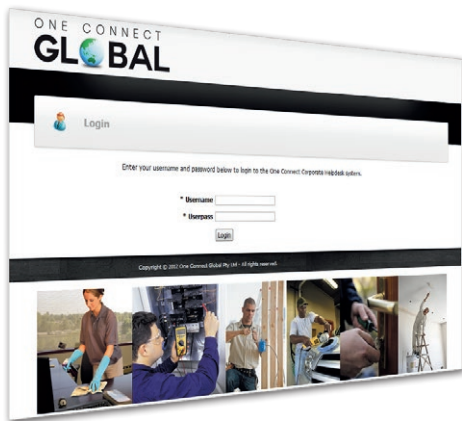 ONE CONNECT
GLOBAL
Login
Enter your username and password below to login to the One Connect Corporate Helpdesk system.
* Username
* Userpass
Login
Copyright © 2012 One Connect Global Pty Ltd - All rights reserved.